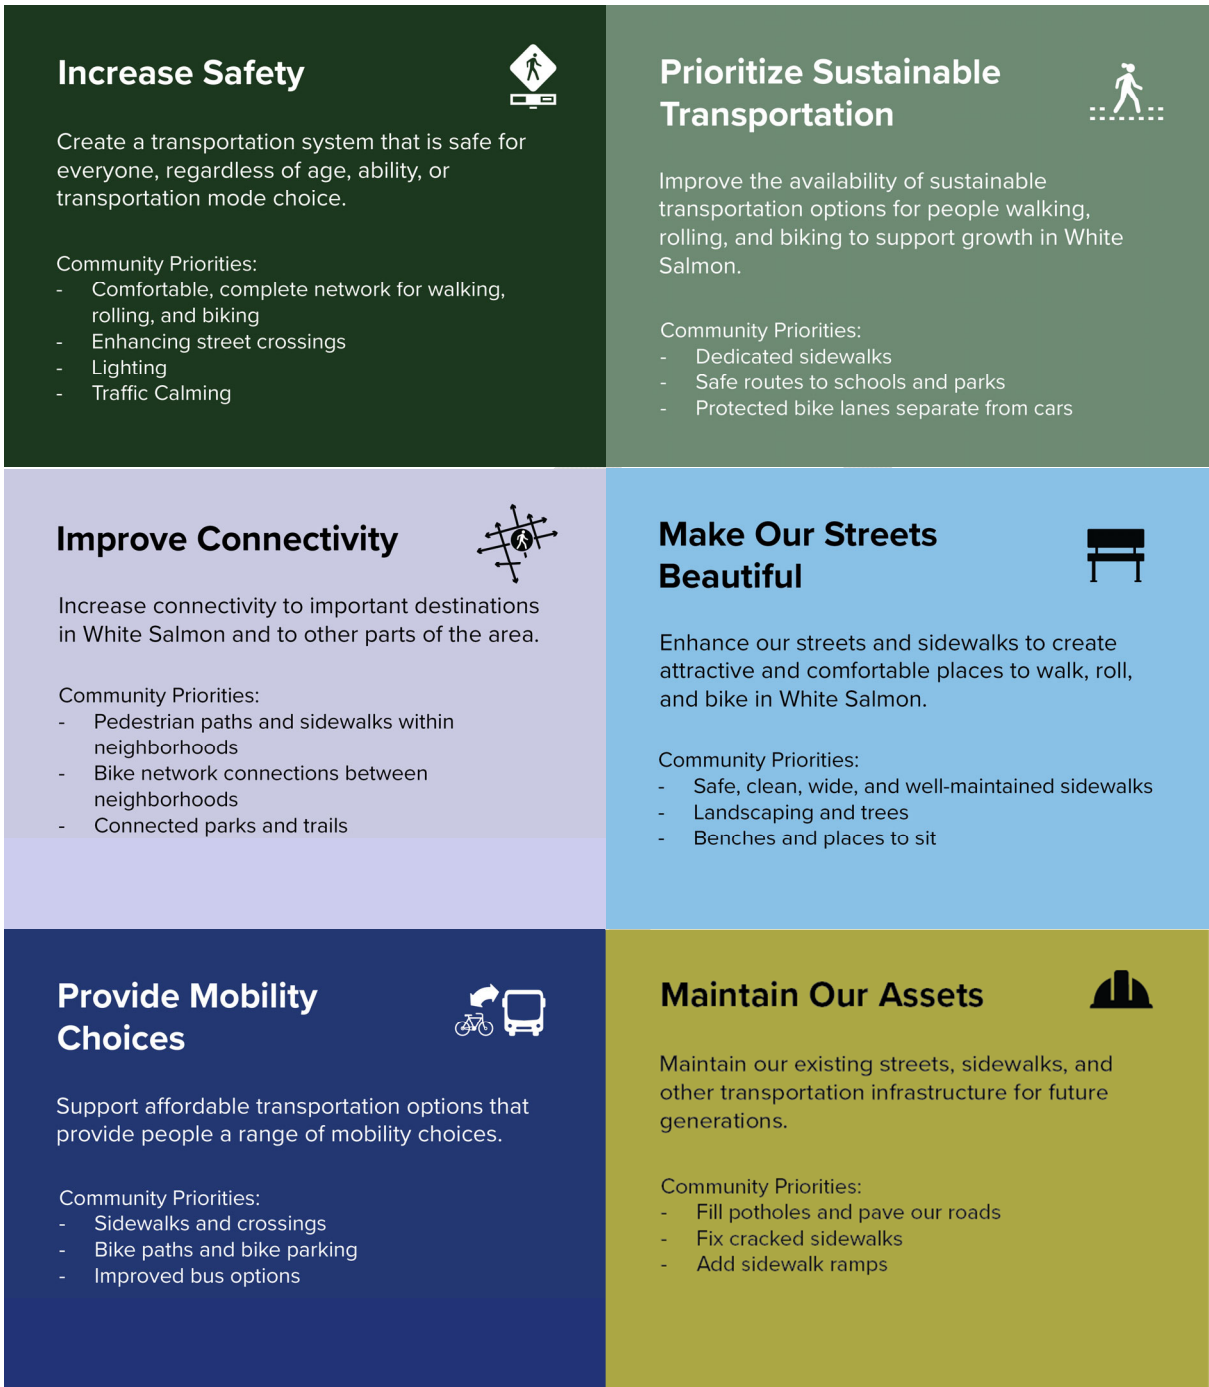 Increase Safety
Create a transportation system that is safe for
everyone, regardless of age, ability, or
transportation mode choice.
Community Priorities:
- Comfortable, complete network for walking,
rolling, and biking
- Enhancing street crossings
- Lighting
- Traffic Calming
Prioritize Sustainable
Transportation
Improve the availability of sustainable
transportation options for people walking,
rolling, and biking to support growth in White
Salmon.
Community Priorities:
- Dedicated sidewalks
- Safe routes to schools and parks
- Protected bike lanes separate from cars
Improve Connectivity
Increase connectivity to important destinations
in White Salmon and to other parts of the area.
Community Priorities:
- Pedestrian paths and sidewalks within
neighborhoods
- Bike network connections between
neighborhoods
- Connected parks and trails
Make Our Streets
Beautiful
Enhance our streets and sidewalks to create
attractive and comfortable places to walk, roll,
and bike in White Salmon.
Community Priorities:
- Safe, clean, wide, and well-maintained sidewalks
- Landscaping and trees
- Benches and places to sit
Provide Mobility
Choices
Support affordable transportation options that
provide people a range of mobility choices.
Community Priorities:
- Sidewalks and crossings
- Bike paths and bike parking
- Improved bus options
Maintain Our Assets
Maintain our existing streets, sidewalks, and
other transportation infrastructure for future
generations.
Community Priorities:
- Fill potholes and pave our roads
- Fix cracked sidewalks
- Add sidewalk ramps